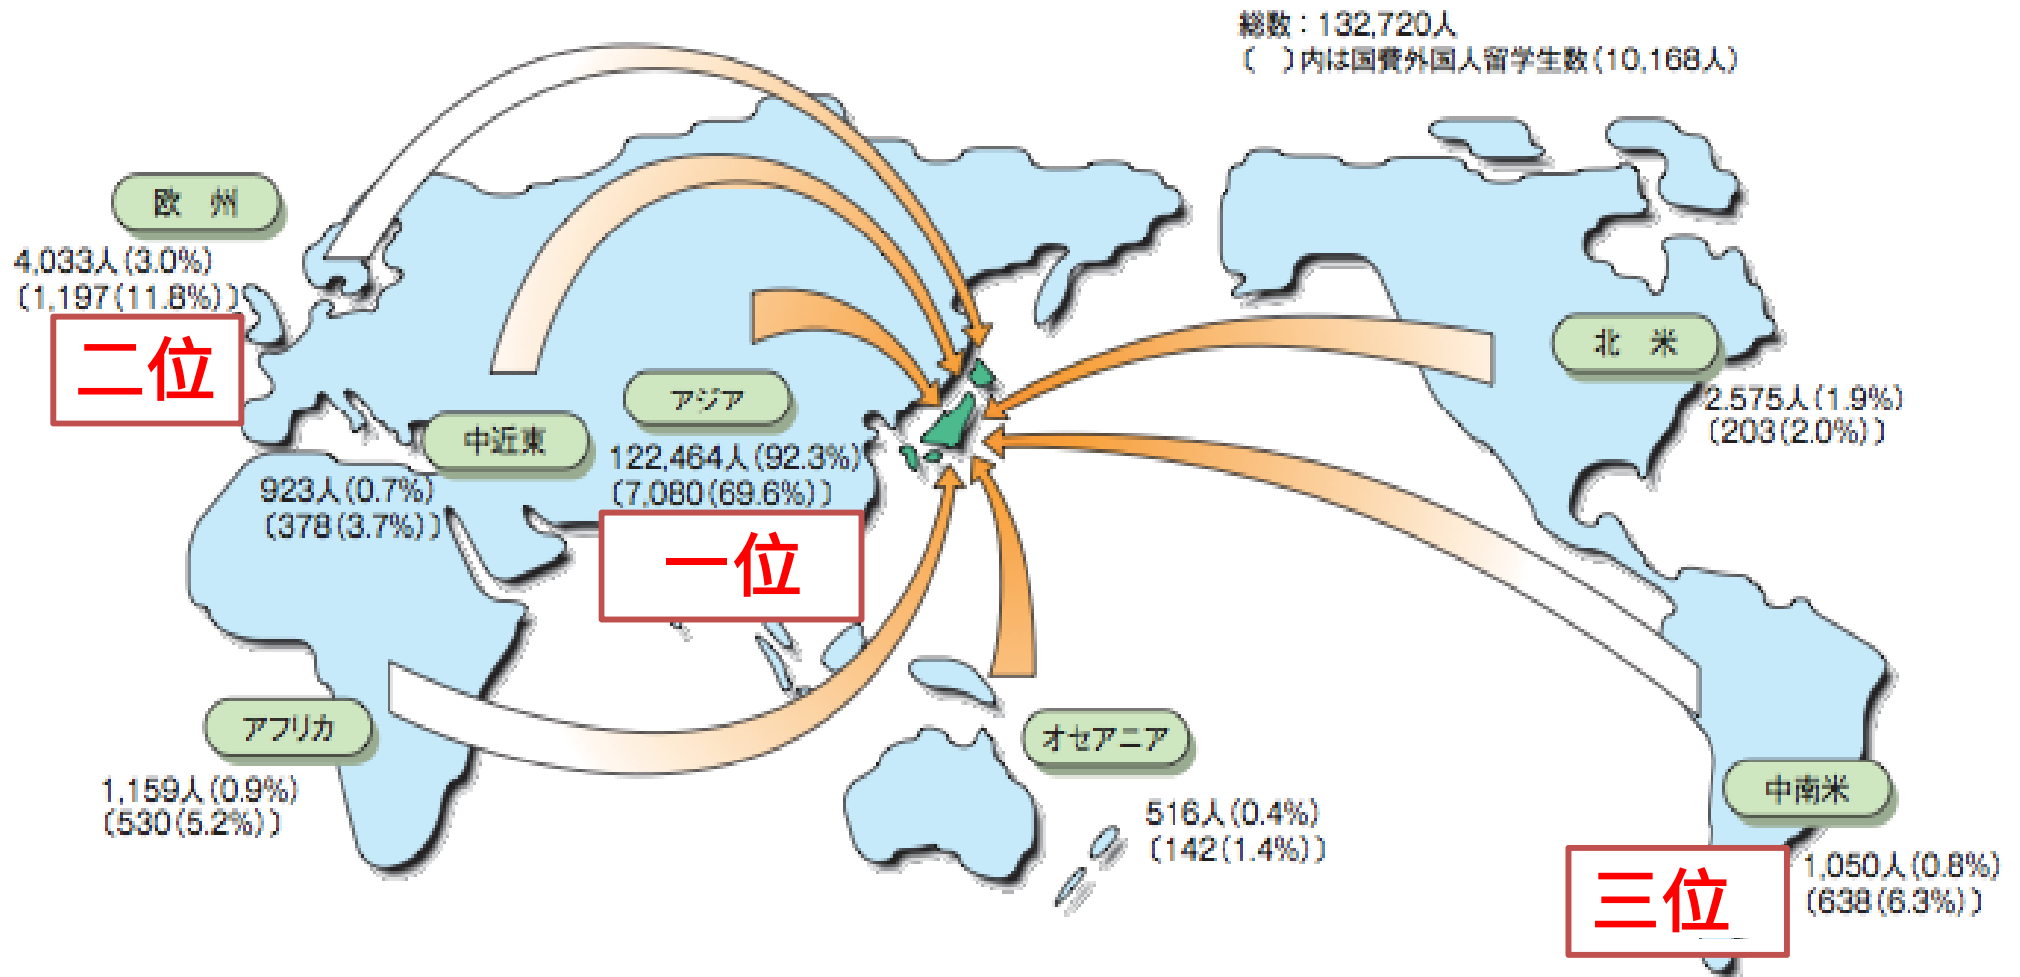 総数：132,720人
（　）内は国費外国人留学生数(10,168人)
欧　州
4,033人(3.0%)
〔1,197(11.8%)〕
二位
アジア
122,464人(92.3%)
〔7,080(69.6%)〕
一位
中近東
923人(0.7%)
〔378(3.7%)〕
北　米
2,575人(1.9%)
〔203(2.0%)〕
アフリカ
1,159人(0.9%)
〔530(5.2%)〕
オセアニア
516人(0.4%)
〔142(1.4%)〕
中南米
1,050人(0.8%)
〔638(6.3%)〕
三位